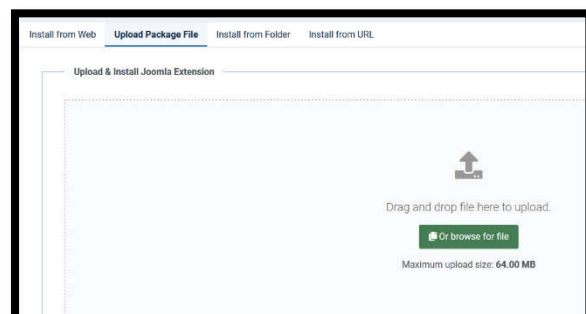 Install from Web Upload Package File Install from Folder Install from URL
Upload & Install Joomla Extension
Drag and drop file here to upload.
Or browse for file
Maximum upload size: 64.00 MB